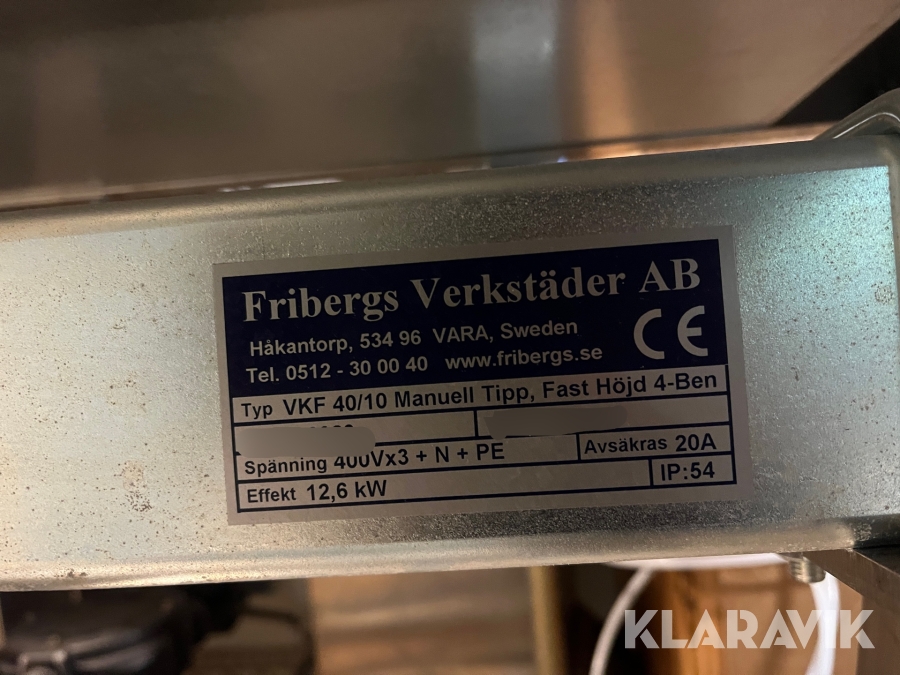 Fribergs Verkstäder AB
Håkantorp, 534 96 VARA, Sweden
Tel. 0512 - 30 00 40 www.fribergs.se
CE
Typ VKF 40/10 Manuell Tipp, Fast Höjd 4-Ben
Spänning 400Vx3 + N + PE Avsäkras 20A
Effekt 12,6 kW IP:54
KLARAVIK